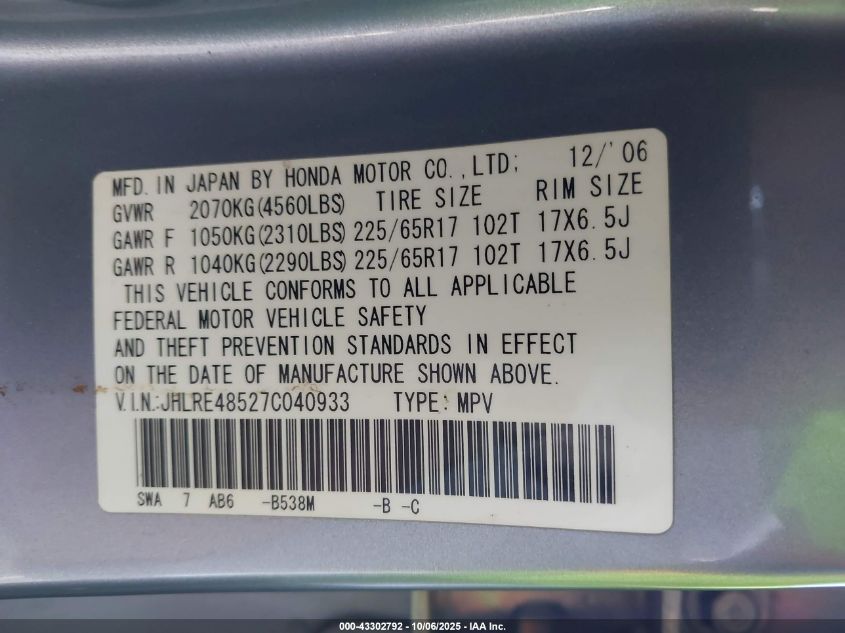 MFD. IN JAPAN BY HONDA MOTOR CO., LTD; 12/'06
GVWR 2070KG(4560LBS) TIRE SIZE RIM SIZE
GAWR F 1050KG(2310LBS) 225/65R17 102T 17X6.5J
GAWR R 1040KG(2290LBS) 225/65R17 102T 17X6.5J
THIS VEHICLE CONFORMS TO ALL APPLICABLE
FEDERAL MOTOR VEHICLE SAFETY
AND THEFT PREVENTION STANDARDS IN EFFECT
ON THE DATE OF MANUFACTURE SHOWN ABOVE.
V.I.N.:JHLRE48527C040933 TYPE: MPV
SWA 7 AB6 -B538M -B -C
000-43302792 - 10/06/2025 - IAA Inc.